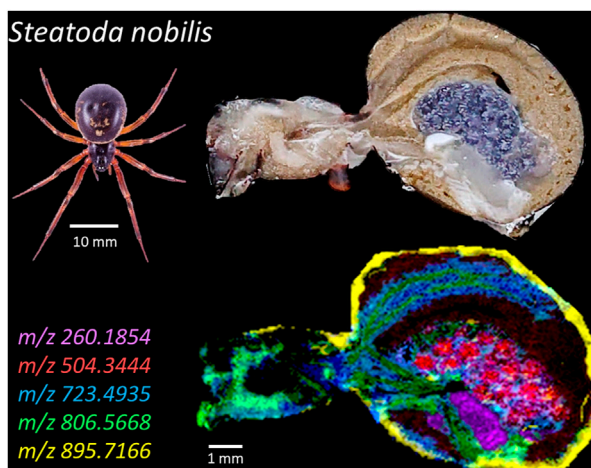 Steatoda nobilis
10 mm
m/z 260.1854
m/z 504.3444
m/z 723.4935
m/z 806.5668
m/z 895.7166
1 mm